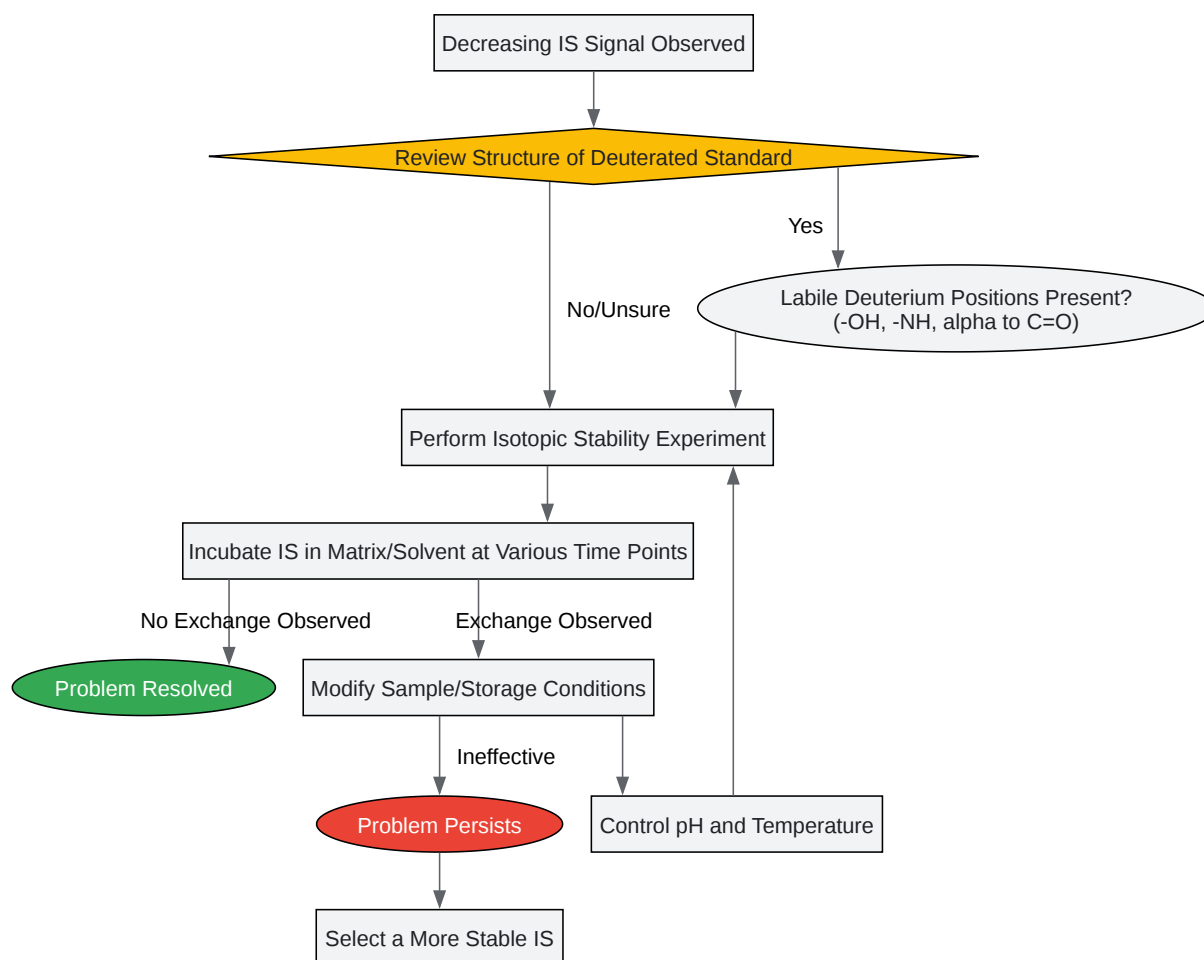 Decreasing IS Signal Observed
Review Structure of Deuterated Standard
Yes
Labile Deuterium Positions Present?
(-OH, -NH, alpha to C=O)
No/Unsure
Perform Isotopic Stability Experiment
Incubate IS in Matrix/Solvent at Various Time Points
No Exchange Observed
Exchange Observed
Problem Resolved
Modify Sample/Storage Conditions
Ineffective
Problem Persists
Control pH and Temperature
Select a More Stable IS